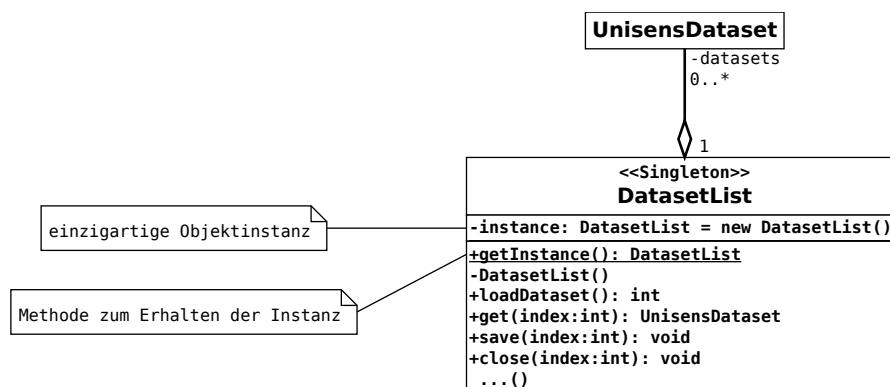 UnisensDataset
-datasets
0..*
1
<<Singleton>>
DatasetList
einzigartige Objektinstanz
-instance: DatasetList = new DatasetList()
+getInstance(): DatasetList
-DatasetList()
+loadDataset(): int
Methode zum Erhalten der Instanz
+get(index:int): UnisensDataset
+save(index:int): void
+close(index:int): void
...()